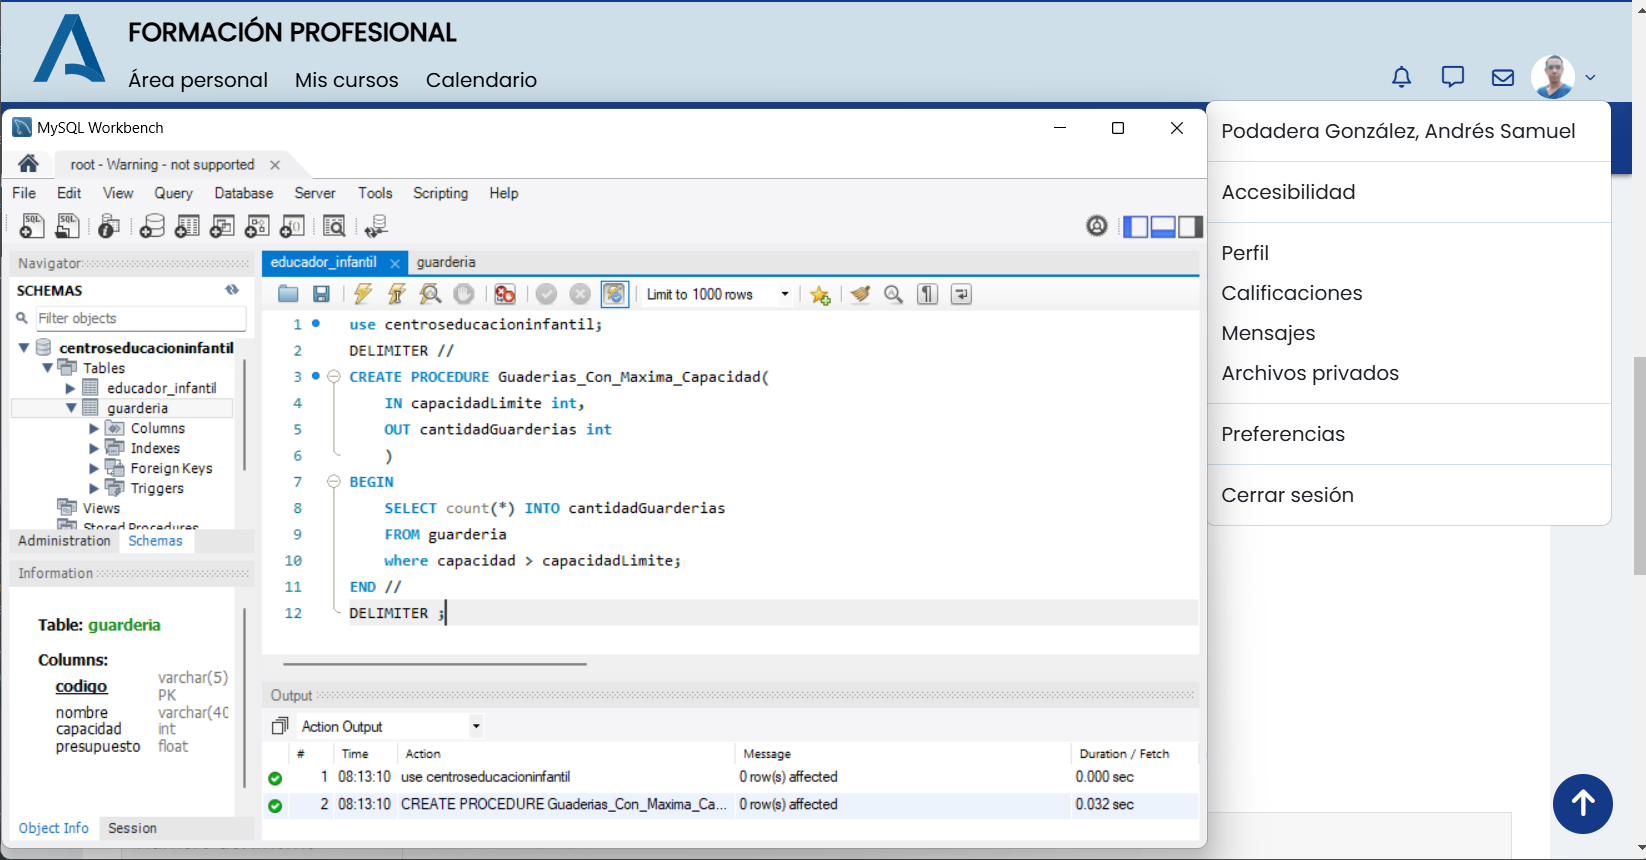 FORMACIÓN PROFESIONAL
Área personal Mis cursos Calendario
MySQL Workbench
root - Warning - not supported
File Edit View Query Database Server Tools Scripting Help
Navigator
SCHEMAS
Filter objects
centroseducacioninfantil
Tables
educador_infantil
guarderia
Columns
Indexes
Foreign Keys
Triggers
Views
Stored Procedures
Administration Schemas
Information
Table: guarderia
Columns:
codigo varchar(5) PK
nombre varchar(40
capacidad int
presupuesto float
Object Info Session
educador_infantil guarderia
Limit to 1000 rows
1 use centroseducacioninfantil;
2 DELIMITER //
3 CREATE PROCEDURE Guaderias_Con_Maxima_Capacidad(
4 IN capacidadLimite int,
5 OUT cantidadGuarderias int
6 )
7 BEGIN
8 SELECT count(*) INTO cantidadGuarderias
9 FROM guarderia
10 where capacidad > capacidadLimite;
11 END //
12 DELIMITER ;
Output
Action Output
# Time Action Message Duration / Fetch
1 08:13:10 use centroseducacioninfantil 0 row(s) affected 0.000 sec
2 08:13:10 CREATE PROCEDURE Guaderias_Con_Maxima_Ca... 0 row(s) affected 0.032 sec
Podadera González, Andrés Samuel
Accesibilidad
Perfil
Calificaciones
Mensajes
Archivos privados
Preferencias
Cerrar sesión